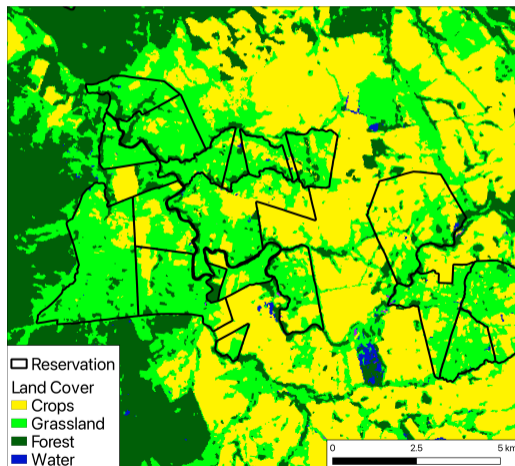 Reservation
Land Cover
Crops
Grassland
Forest
Water
0 2.5 5 km